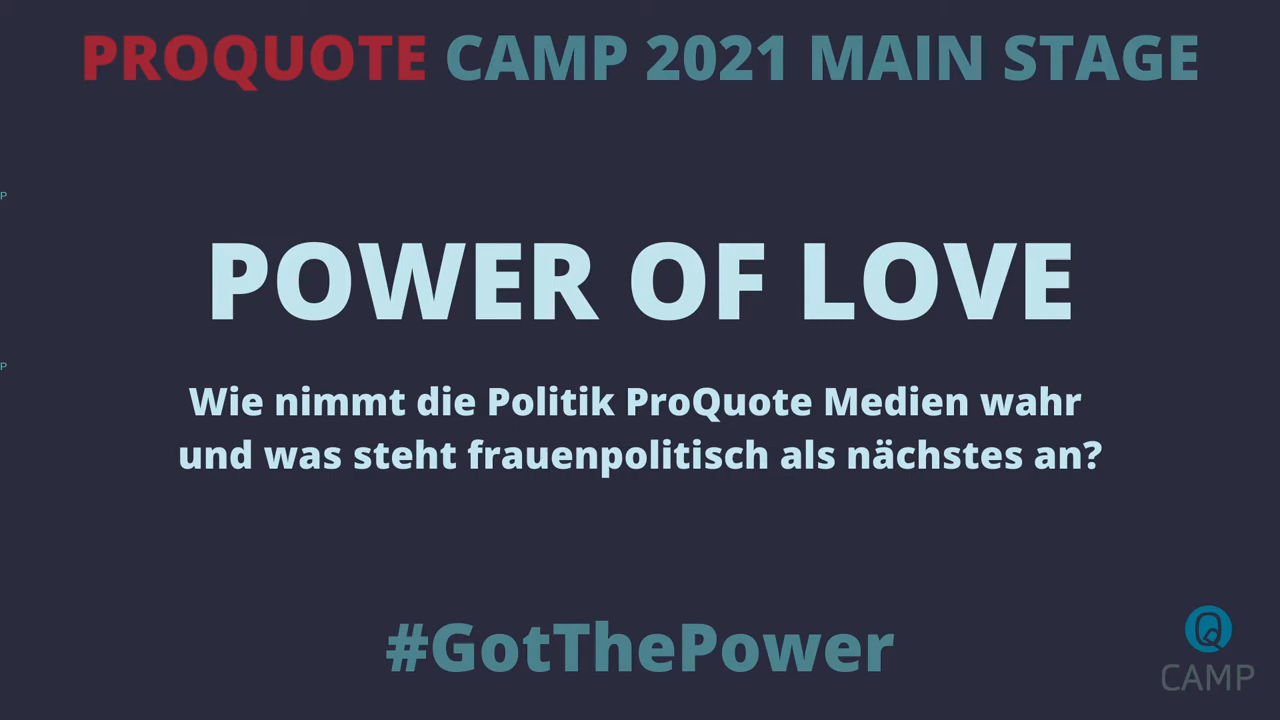 PROQUOTE CAMP 2021 MAIN STAGE
P
POWER OF LOVE
P
Wie nimmt die Politik ProQuote Medien wahr
und was steht frauenpolitisch als nächstes an?
#GotThePower
Q
CAMP